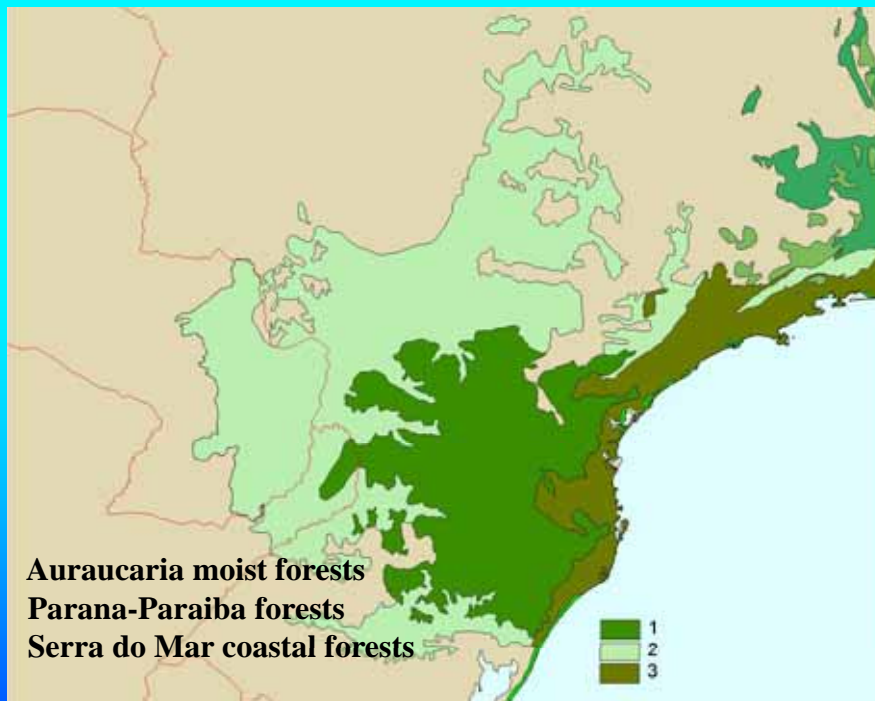 Auraucaria moist forests
Parana-Paraiba forests
Serra do Mar coastal forests
1
2
3